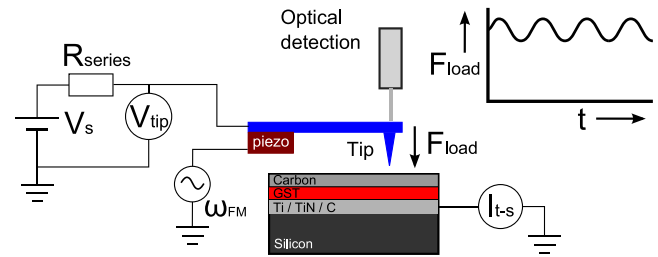 Optical
detection
Rseries
Vs
Vtip
piezo
ωFM
Tip
Fload
Carbon
GST
Ti / TiN / C
Silicon
It-s
Fload
t